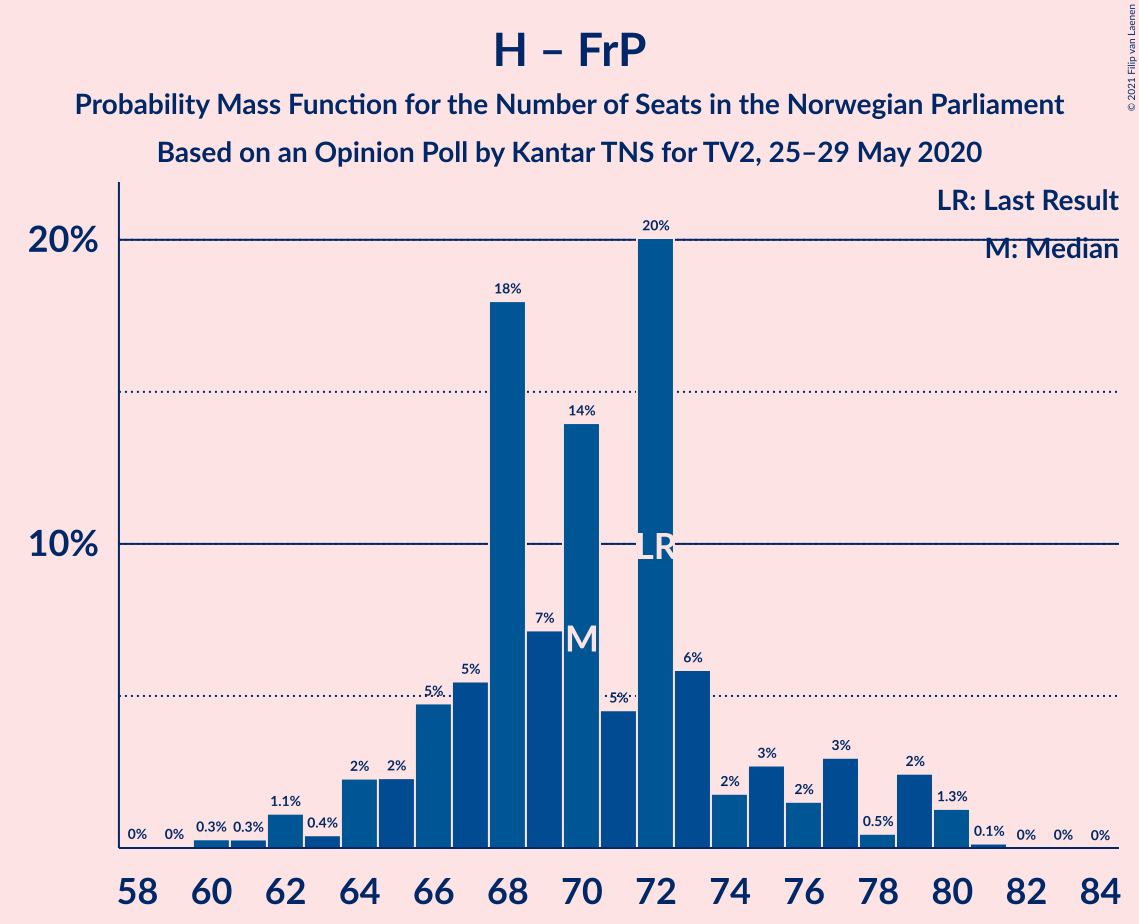 H – FrP
Probability Mass Function for the Number of Seats in the Norwegian Parliament
Based on an Opinion Poll by Kantar TNS for TV2, 25–29 May 2020
© 2021 Filip van Laenen
LR: Last Result
M: Median
20%
10%
0% 0% 0.3% 0.3% 1.1% 0.4% 2% 2% 5% 5% 18% 7% 14% 5% 20% 6% 2% 3% 2% 3% 0.5% 2% 1.3% 0.1% 0% 0% 0%
LR
M
58 60 62 64 66 68 70 72 74 76 78 80 82 84